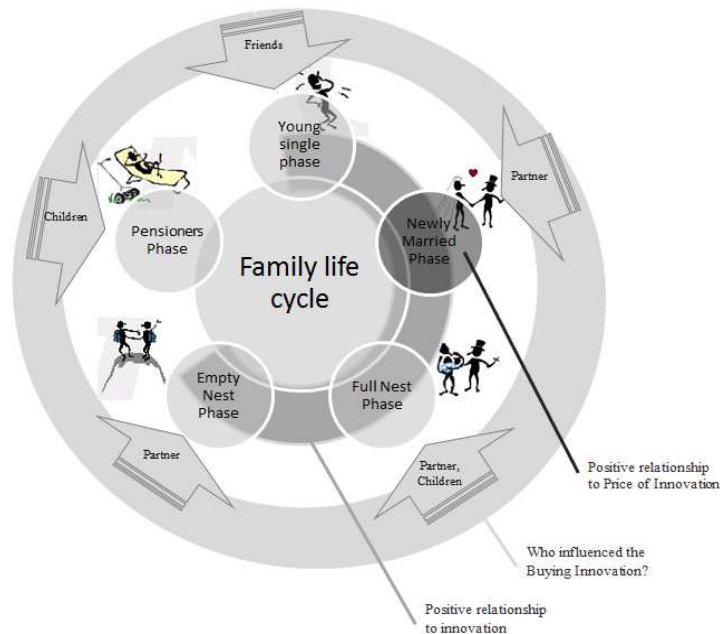 Friends
Young
single
phase
Partner
Newly
Married
Phase
Children
Pensioners
Phase
Family life
cycle
Empty
Nest
Phase
Full Nest
Phase
Partner
Partner,
Children
Positive relationship
to Price of Innovation
Who influenced the
Buying Innovation?
Positive relationship
to innovation